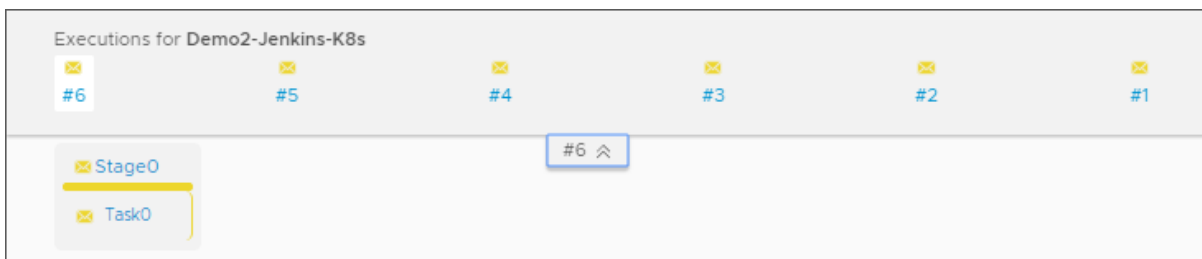 Executions for Demo2-Jenkins-K8s
#6 #5 #4 #3 #2 #1
#6
Stage0
Task0